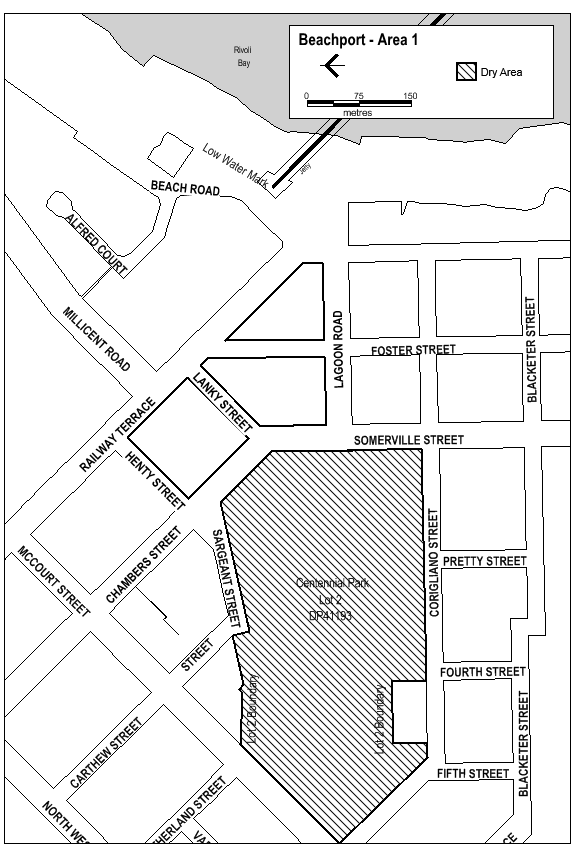 Beachport - Area 1
Rivoli
Bay
Dry Area
0 75 150
metres
Low Water Mark
Jetty
BEACH ROAD
ALFRED COURT
MILLICENT ROAD
LAGOON ROAD
FOSTER STREET
BLACKETER STREET
LANKY STREET
RAILWAY TERRACE
SOMERVILLE STREET
HENTY STREET
SARGEANT STREET
CHAMBERS STREET
MCCOURT STREET
CORIGLIANO STREET
PRETTY STREET
Centennial Park
Lot 2
DP41193
STREET
FOURTH STREET
Lot 2 Boundary
Lot 2 Boundary
BLACKETER STREET
CARTHEW STREET
FIFTH STREET
NORTH WES
THERLAND STREET
VA
CE